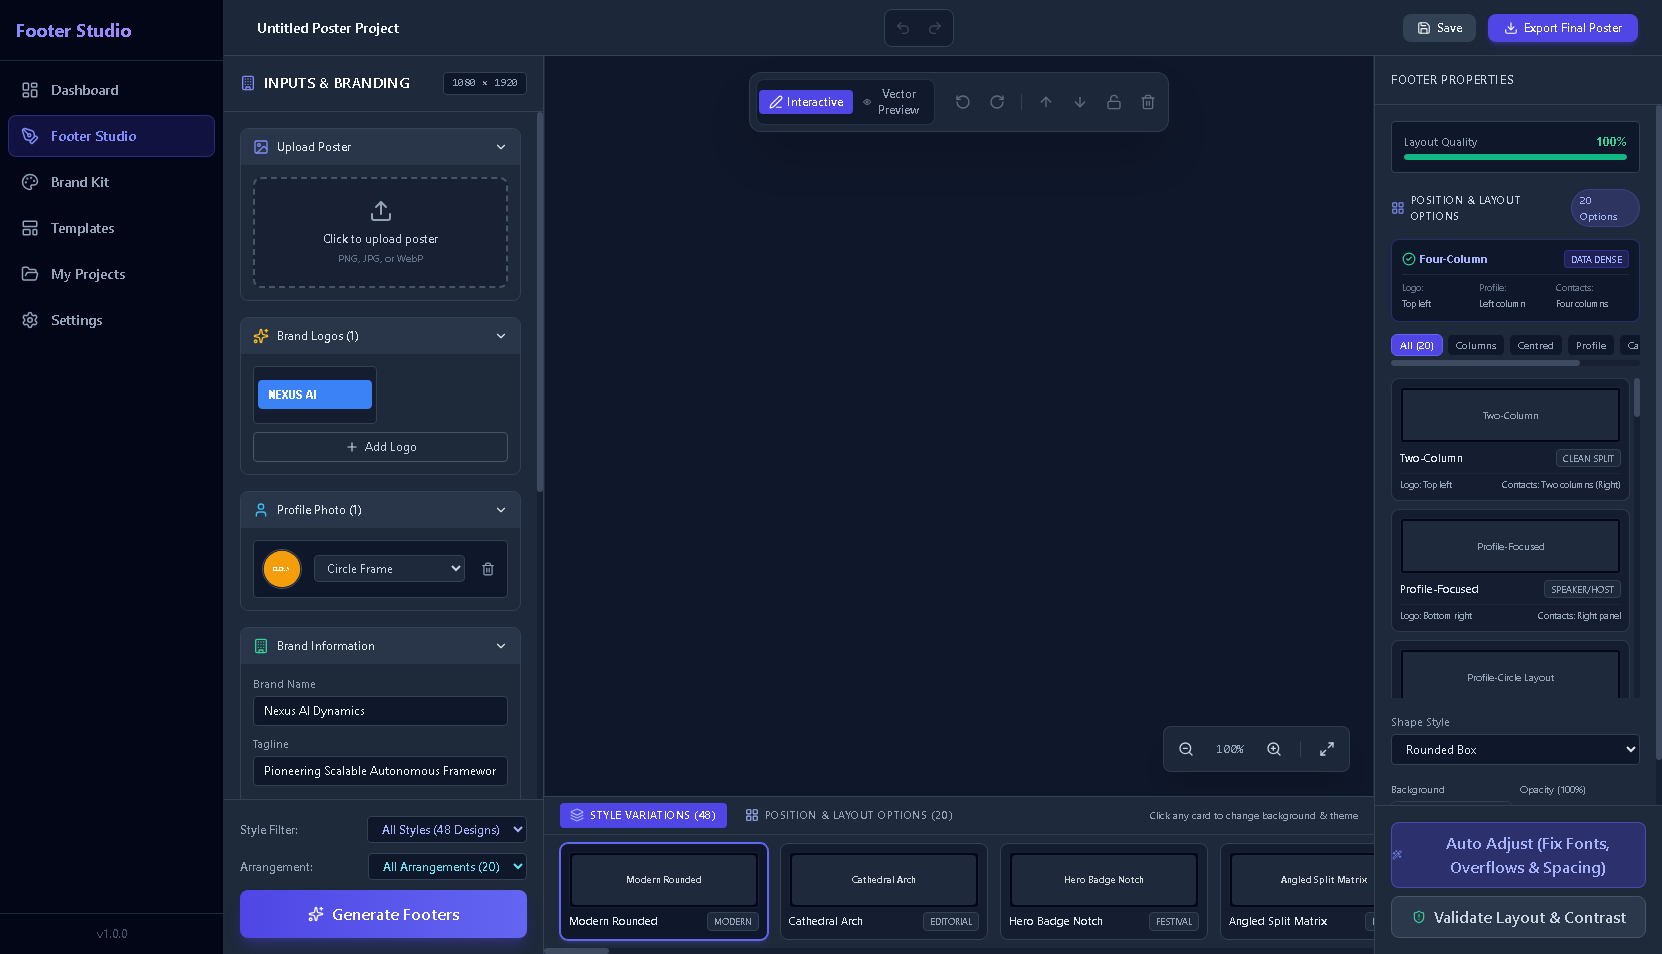 Footer Studio
Dashboard
Footer Studio
Brand Kit
Templates
My Projects
Settings
v1.0.0
Untitled Poster Project
Save
Export Final Poster
INPUTS & BRANDING
1080 × 1920
Upload Poster
Click to upload poster
PNG, JPG, or WebP
Brand Logos (1)
NEXUS AI
Add Logo
Profile Photo (1)
Circle Frame
Brand Information
Brand Name
Nexus AI Dynamics
Tagline
Pioneering Scalable Autonomous Framewor
Style Filter:
All Styles (48 Designs)
Arrangement:
All Arrangements (20)
Generate Footers
Interactive
Vector
Preview
100%
STYLE VARIATIONS (48)
POSITION & LAYOUT OPTIONS (20)
Click any card to change background & theme
Modern Rounded
Modern Rounded
MODERN
Cathedral Arch
Cathedral Arch
EDITORIAL
Hero Badge Notch
Hero Badge Notch
FESTIVAL
Angled Split Matrix
Angled Split Matrix
FOOTER PROPERTIES
Layout Quality
100%
POSITION & LAYOUT
OPTIONS
20
Options
Four-Column
DATA DENSE
Logo:
Top left
Profile:
Left column
Contacts:
Four columns
All (20)
Columns
Centred
Profile
Ca
Two-Column
Two-Column
CLEAN SPLIT
Logo: Top left
Contacts: Two columns (Right)
Profile-Focused
Profile-Focused
SPEAKER/HOST
Logo: Bottom right
Contacts: Right panel
Profile-Circle Layout
Shape Style
Rounded Box
Background
Opacity (100%)
Auto Adjust (Fix Fonts,
Overflows & Spacing)
Validate Layout & Contrast